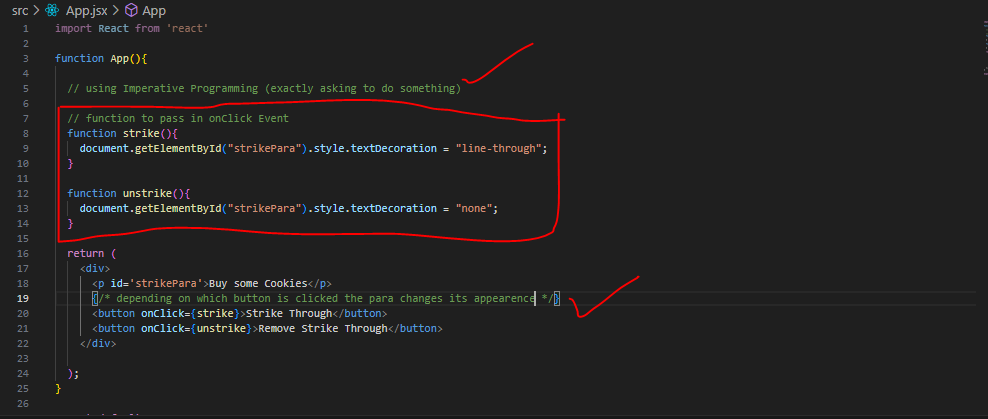 src > App.jsx > App
1 import React from 'react'
2
3 function App(){
4
5 // using Imperative Programming (exactly asking to do something)
6
7 // function to pass in onClick Event
8 function strike(){
9 document.getElementById("strikePara").style.textDecoration = "line-through";
10 }
11
12 function unstrike(){
13 document.getElementById("strikePara").style.textDecoration = "none";
14 }
15
16 return (
17 <div>
18 <p id='strikePara'>Buy some Cookies</p>
19 {/* depending on which button is clicked the para changes its appearence */}
20 <button onClick={strike}>Strike Through</button>
21 <button onClick={unstrike}>Remove Strike Through</button>
22 </div>
23
24 );
25 }
26